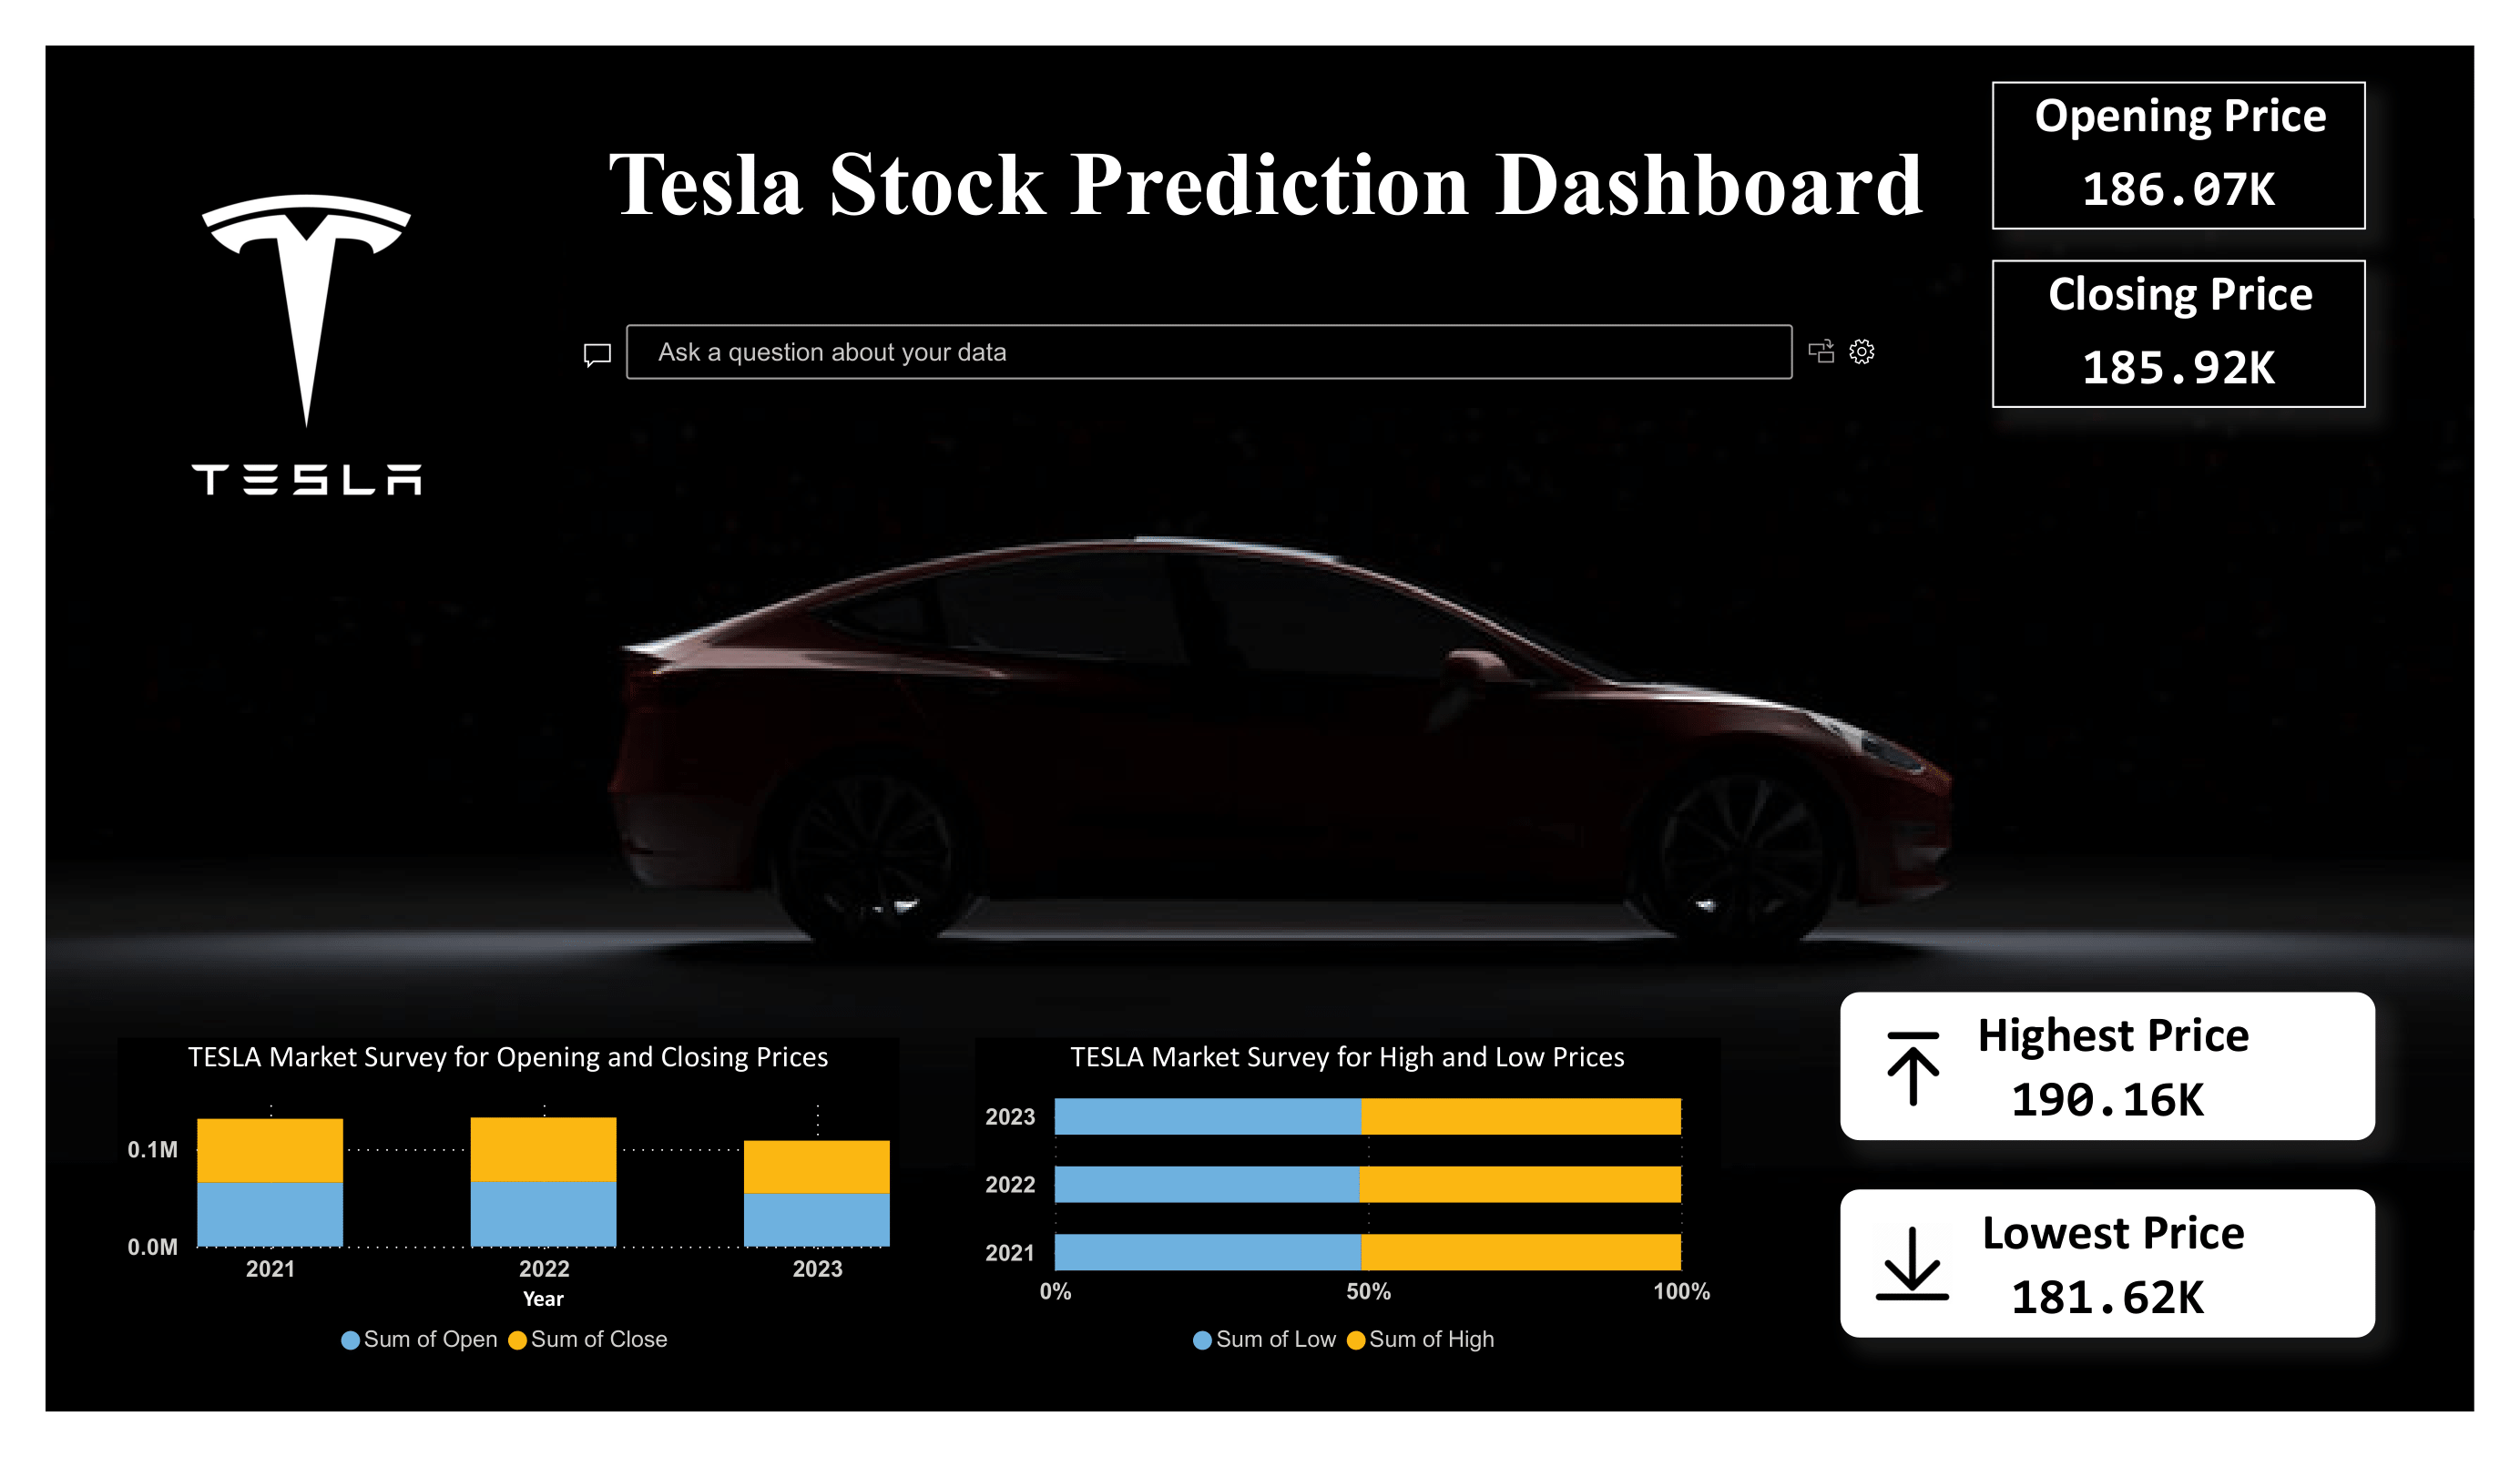 Opening Price
186.07K
Tesla Stock Prediction Dashboard
Closing Price
185.92K
Ask a question about your data
TESLA
TESLA Market Survey for Opening and Closing Prices
0.1M
0.0M
2021 2022 2023
Year
Sum of Open Sum of Close
TESLA Market Survey for High and Low Prices
2023
2022
2021
0% 50% 100%
Sum of Low Sum of High
Highest Price
190.16K
Lowest Price
181.62K